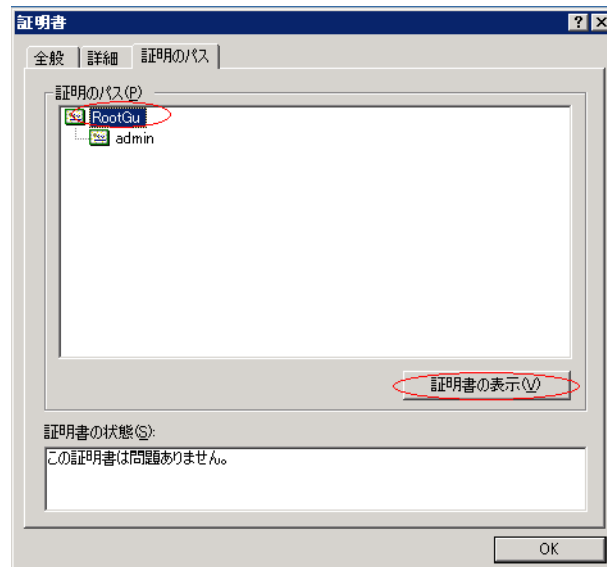 証明書
全般 詳細 証明のパス
証明のパス(P)
RootGu
admin
証明書の表示(V)
証明書の状態(S):
この証明書は問題ありません。
OK